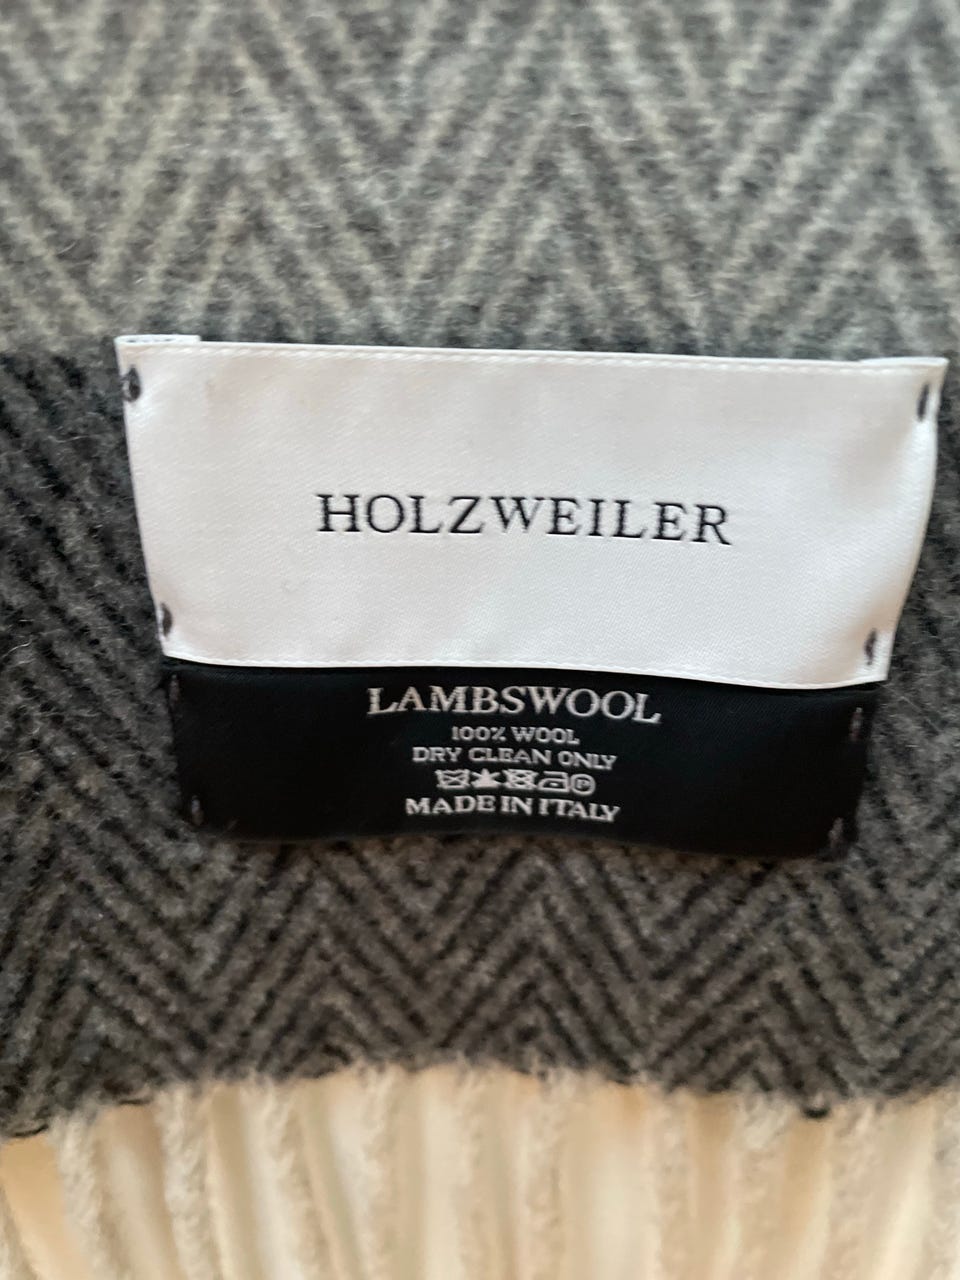 HOLZWEILER
LAMBSWOOL
100% WOOL
DRY CLEAN ONLY
MADE IN ITALY